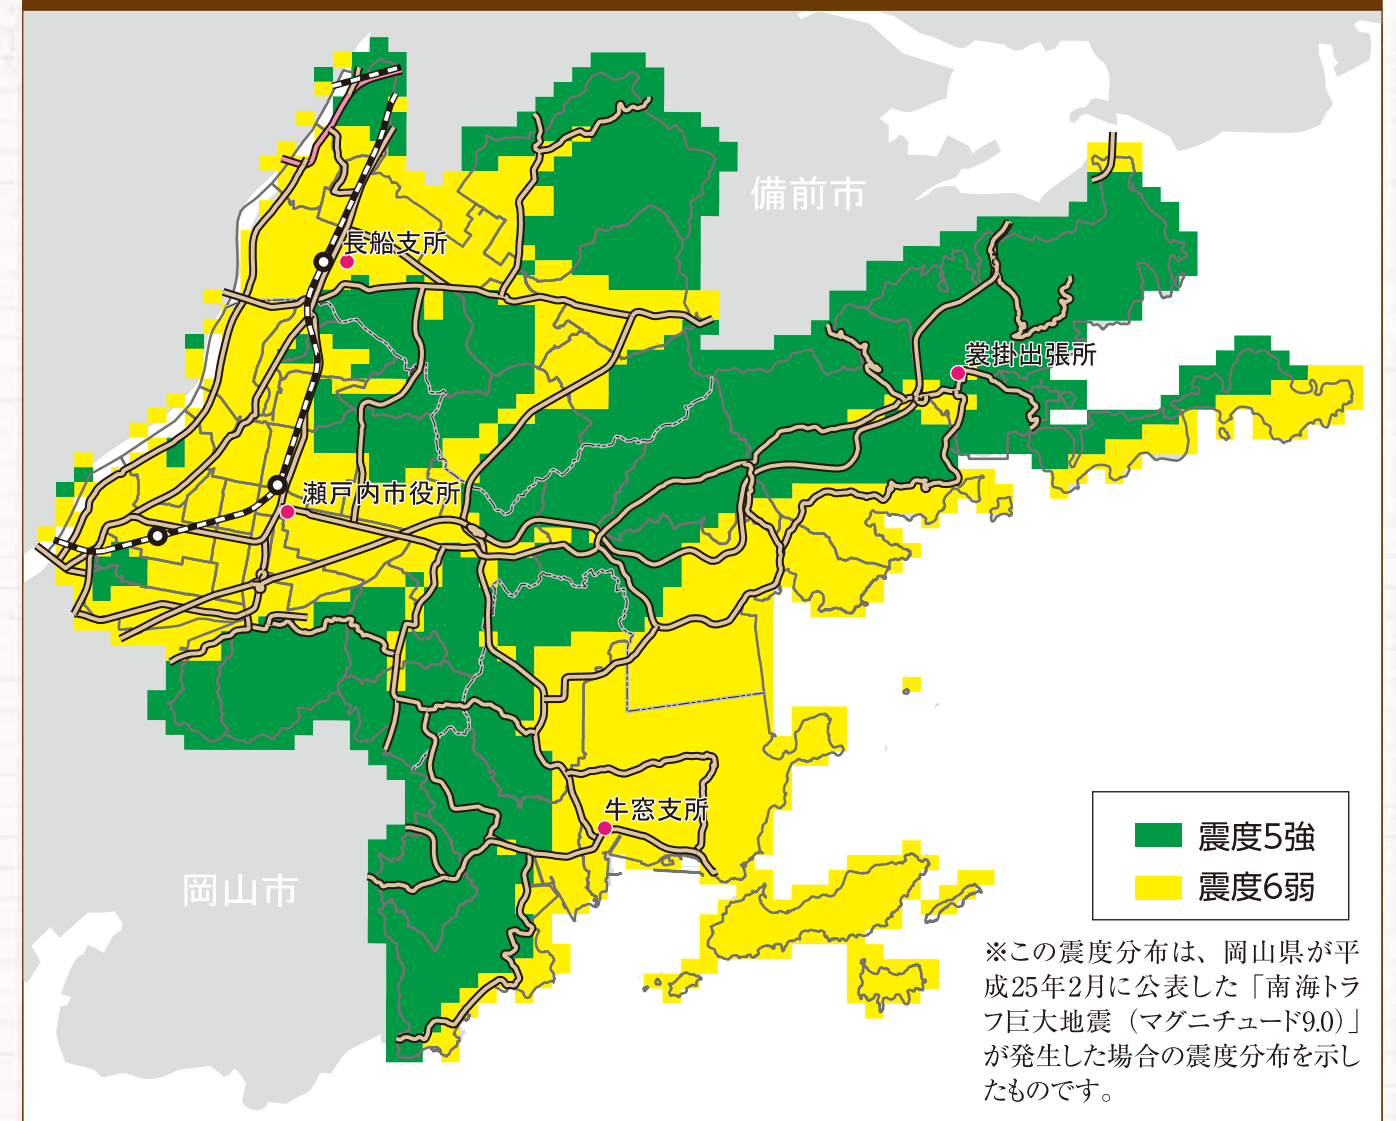 備前市
長船支所
裳掛出張所
瀬戸内市役所
牛窓支所
岡山市
震度5強
震度6弱
※この震度分布は、岡山県が平
成25年2月に公表した「南海トラ
フ巨大地震（マグニチュード9.0）」
が発生した場合の震度分布を示し
たものです。